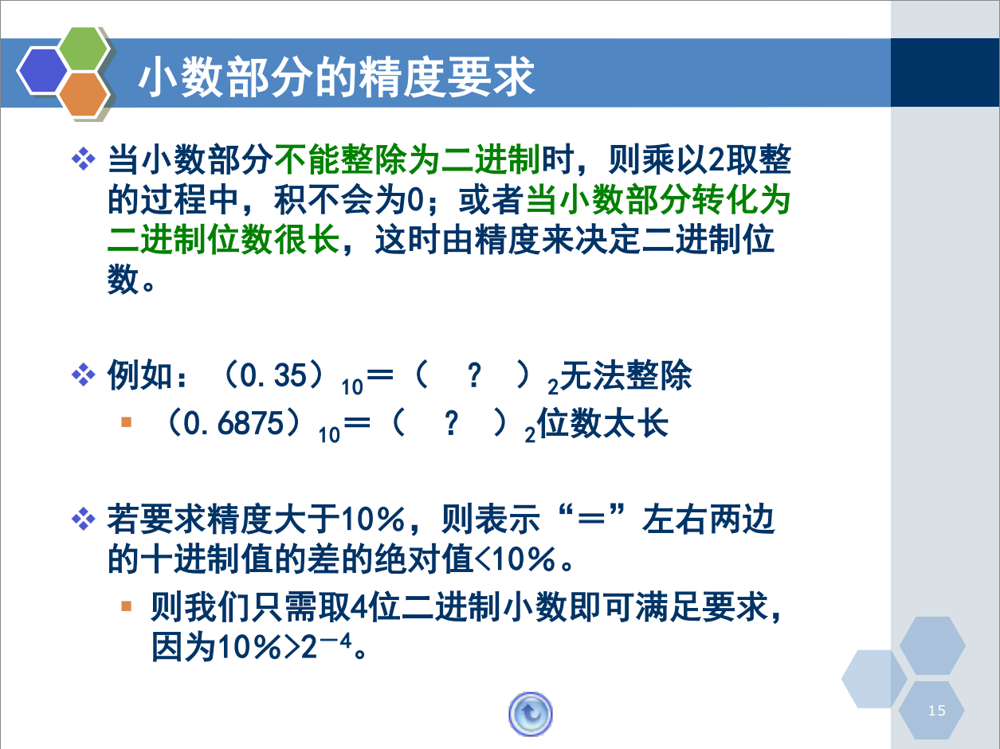 小数部分的精度要求
当小数部分不能整除为二进制时，则乘以2取整
的过程中，积不会为0；或者当小数部分转化为
二进制位数很长，这时由精度来决定二进制位
数。
例如：（0.35）10＝（ ？ ）2无法整除
（0.6875）10＝（ ？ ）2位数太长
若要求精度大于10％，则表示“＝”左右两边
的十进制值的差的绝对值<10％。
则我们只需取4位二进制小数即可满足要求，
因为10％>2－4。
15